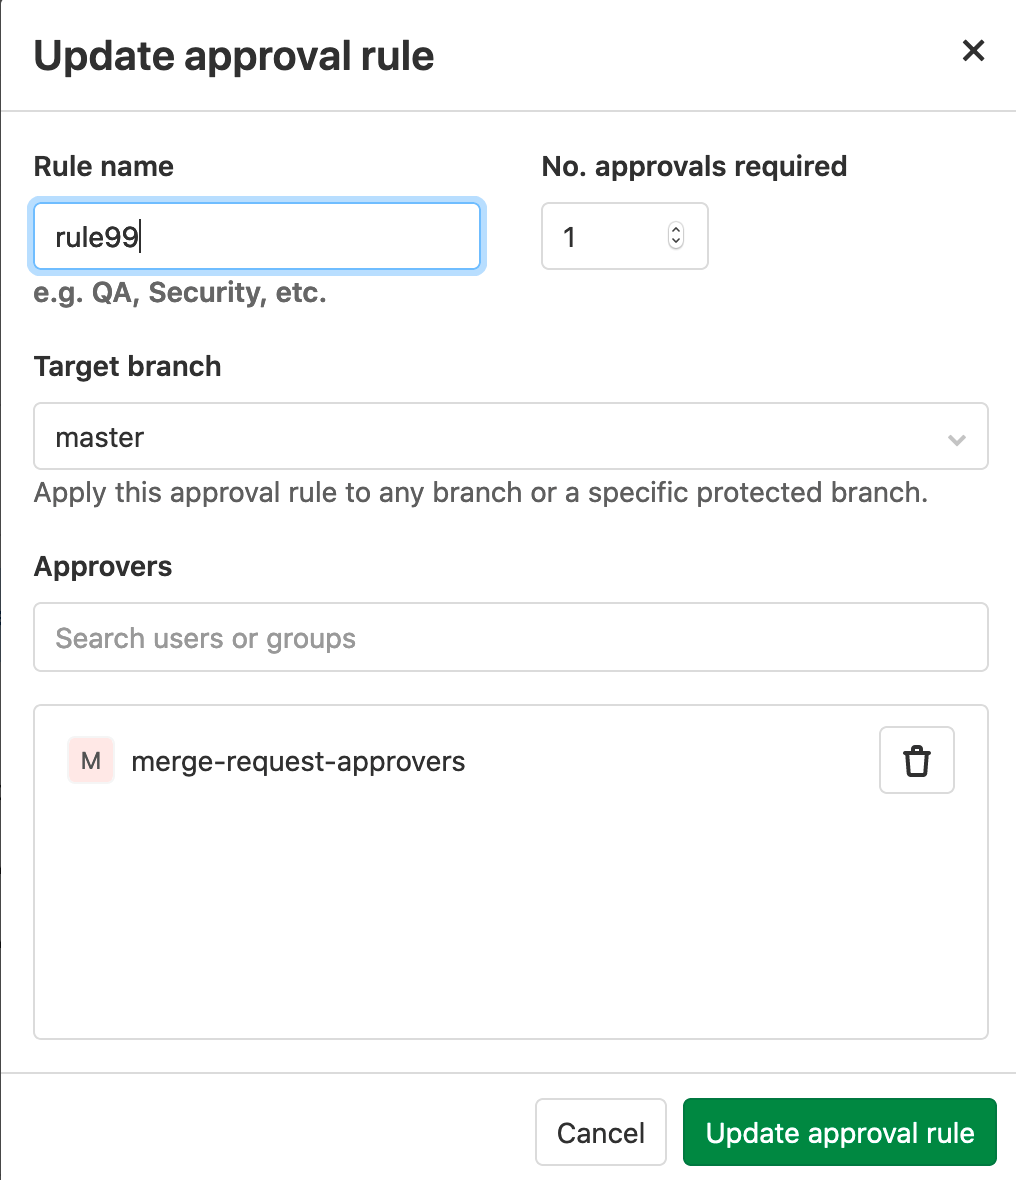 Update approval rule
Rule name
No. approvals required
rule99
1
e.g. QA, Security, etc.
Target branch
master
Apply this approval rule to any branch or a specific protected branch.
Approvers
Search users or groups
M merge-request-approvers
Cancel
Update approval rule